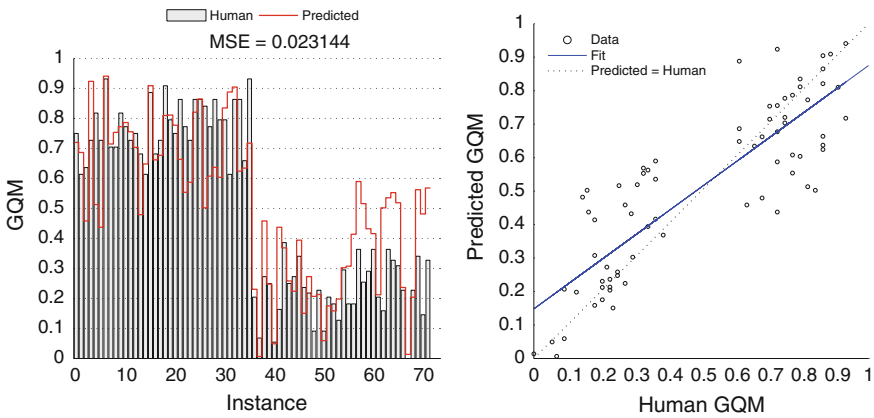 Human Predicted
MSE = 0.023144
GQM
1
0.9
0.8
0.7
0.6
0.5
0.4
0.3
0.2
0.1
0
0 10 20 30 40 50 60 70
Instance
Data
Fit
Predicted = Human
Predicted GQM
1
0.9
0.8
0.7
0.6
0.5
0.4
0.3
0.2
0.1
0
0 0.1 0.2 0.3 0.4 0.5 0.6 0.7 0.8 0.9 1
Human GQM